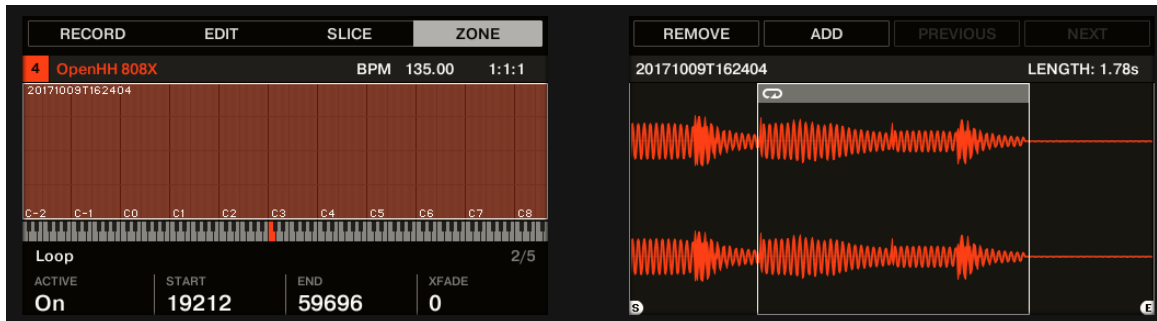 RECORD EDIT SLICE ZONE
4 OpenHH 808X BPM 135.00 1:1:1
20171009T162404
C-2 C-1 C0 C1 C2 C3 C4 C5 C6 C7 C8
Loop 2/5
ACTIVE START END XFADE
On 19212 59696 0
REMOVE ADD PREVIOUS NEXT
20171009T162404 LENGTH: 1.78s
S E